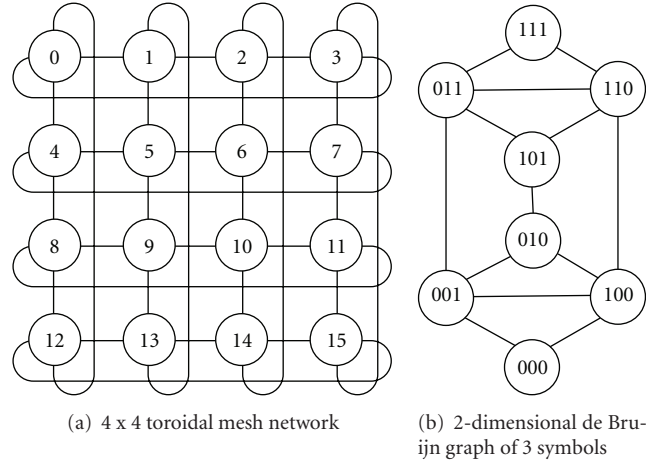 0 1 2 3
4 5 6 7
8 9 10 11
12 13 14 15
(a) 4 x 4 toroidal mesh network
111
011 110
101
010
001 100
000
(b) 2-dimensional de Bru-
ijn graph of 3 symbols